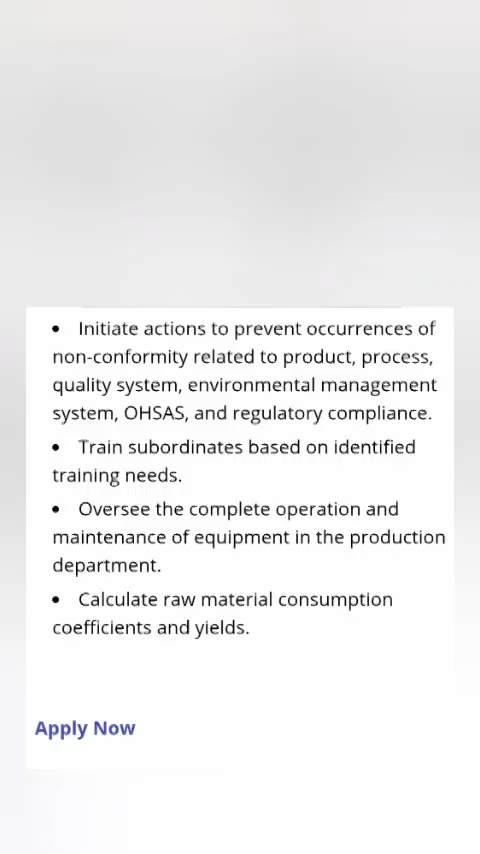 • Initiate actions to prevent occurrences of
non-conformity related to product, process,
quality system, environmental management
system, OHSAS, and regulatory compliance.
• Train subordinates based on identified
training needs.
• Oversee the complete operation and
maintenance of equipment in the production
department.
• Calculate raw material consumption
coefficients and yields.
Apply Now